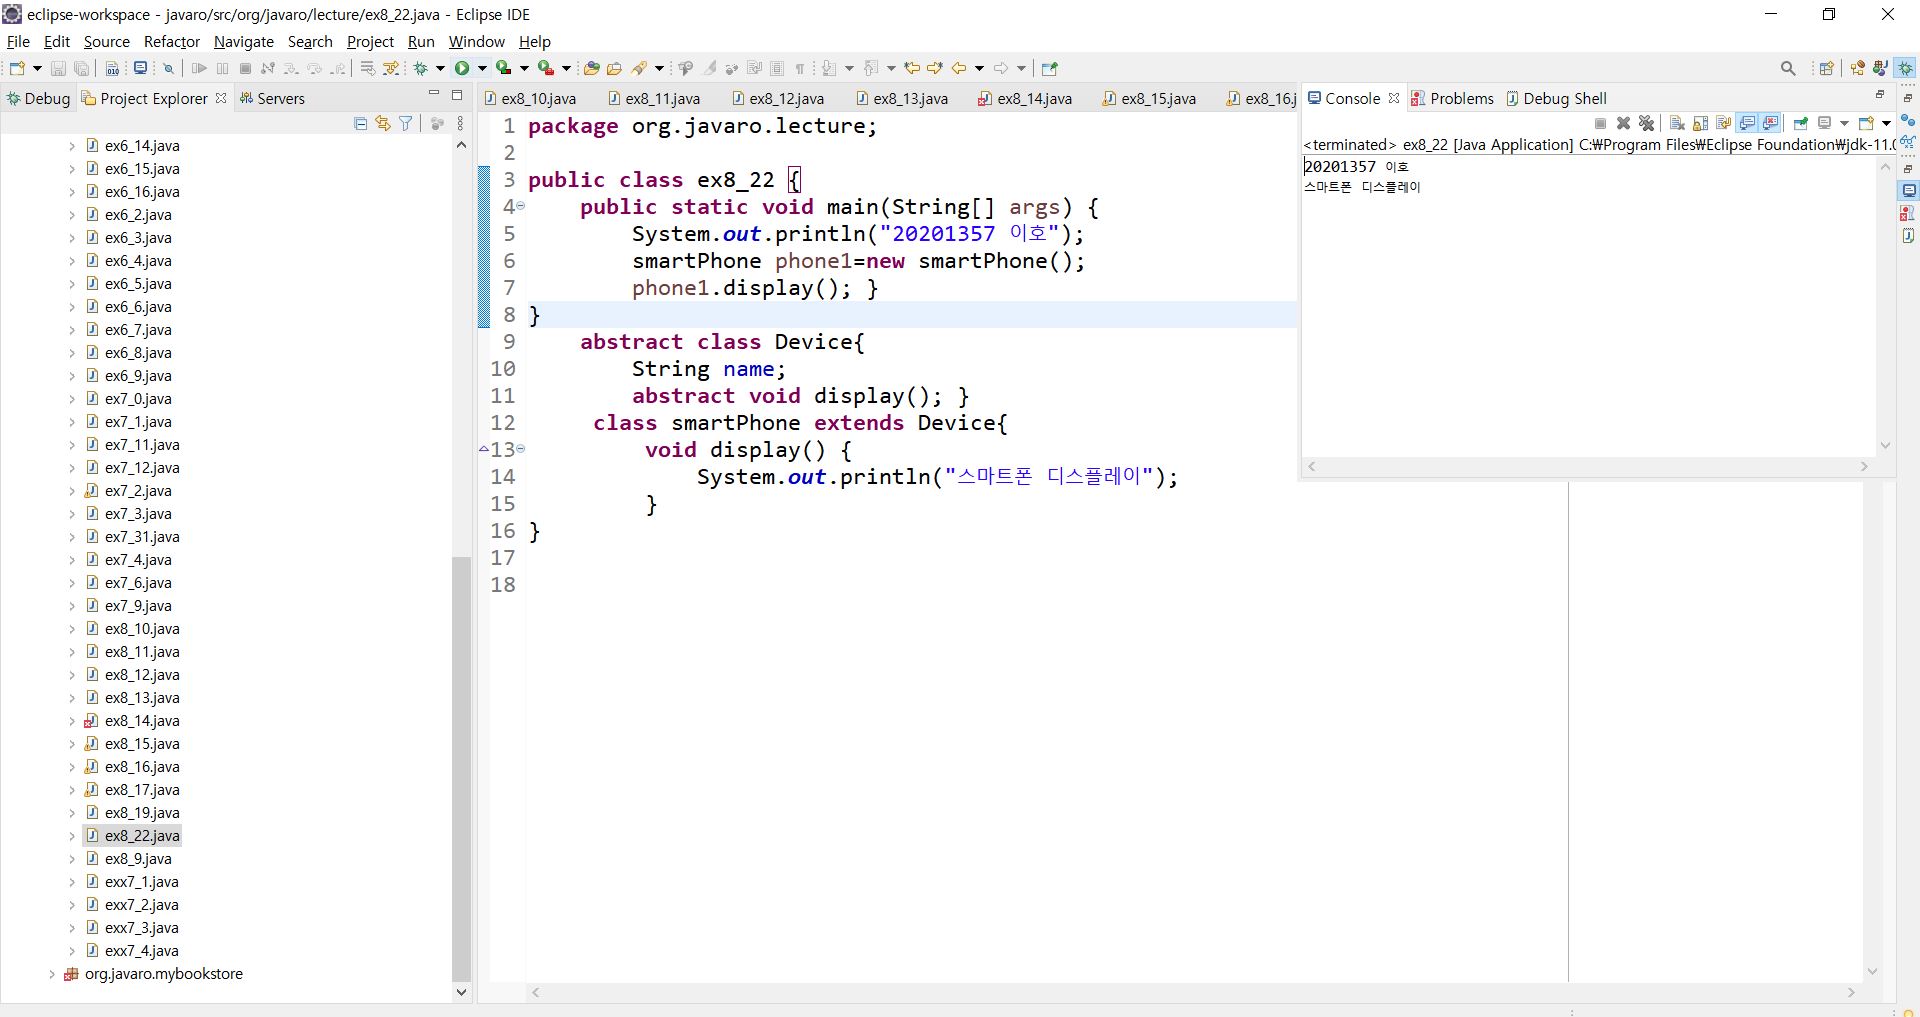 eclipse-workspace - javaro/src/org/javaro/lecture/ex8_22.java - Eclipse IDE
File Edit Source Refactor Navigate Search Project Run Window Help
Debug Project Explorer Servers
ex6_14.java
ex6_15.java
ex6_16.java
ex6_2.java
ex6_3.java
ex6_4.java
ex6_5.java
ex6_6.java
ex6_7.java
ex6_8.java
ex6_9.java
ex7_0.java
ex7_1.java
ex7_11.java
ex7_12.java
ex7_2.java
ex7_3.java
ex7_31.java
ex7_4.java
ex7_6.java
ex7_9.java
ex8_10.java
ex8_11.java
ex8_12.java
ex8_13.java
ex8_14.java
ex8_15.java
ex8_16.java
ex8_17.java
ex8_19.java
ex8_22.java
ex8_9.java
exx7_1.java
exx7_2.java
exx7_3.java
exx7_4.java
org.javaro.mybookstore
ex8_10.java ex8_11.java ex8_12.java ex8_13.java ex8_14.java ex8_15.java ex8_16.j
1 package org.javaro.lecture;
2
3 public class ex8_22 {
4 public static void main(String[] args) {
5 System.out.println("20201357 이호");
6 smartPhone phone1=new smartPhone();
7 phone1.display(); }
8 }
9 abstract class Device{
10 String name;
11 abstract void display(); }
12 class smartPhone extends Device{
13 void display() {
14 System.out.println("스마트폰 디스플레이");
15 }
16 }
17
18
Console Problems Debug Shell
<terminated> ex8_22 [Java Application] C:₩Program Files₩Eclipse Foundation₩jdk-11.0
20201357 이호
스마트폰 디스플레이